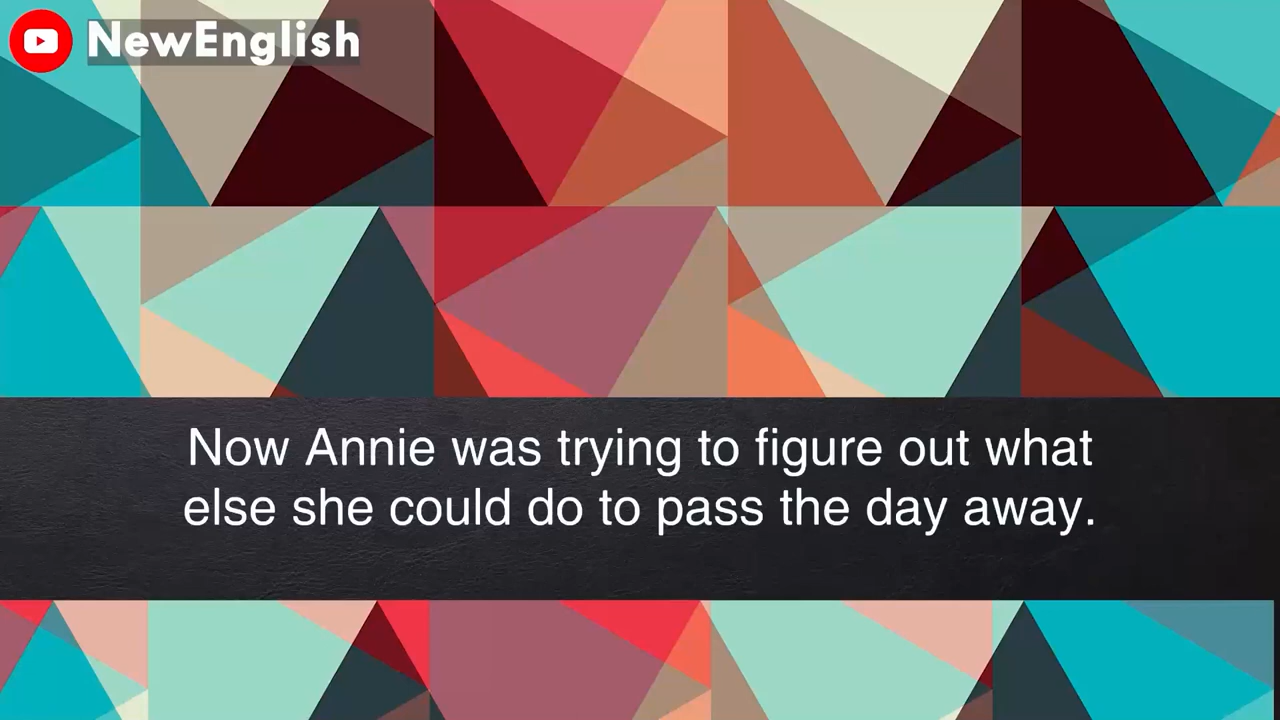 NewEnglish
Now Annie was trying to figure out what
else she could do to pass the day away.